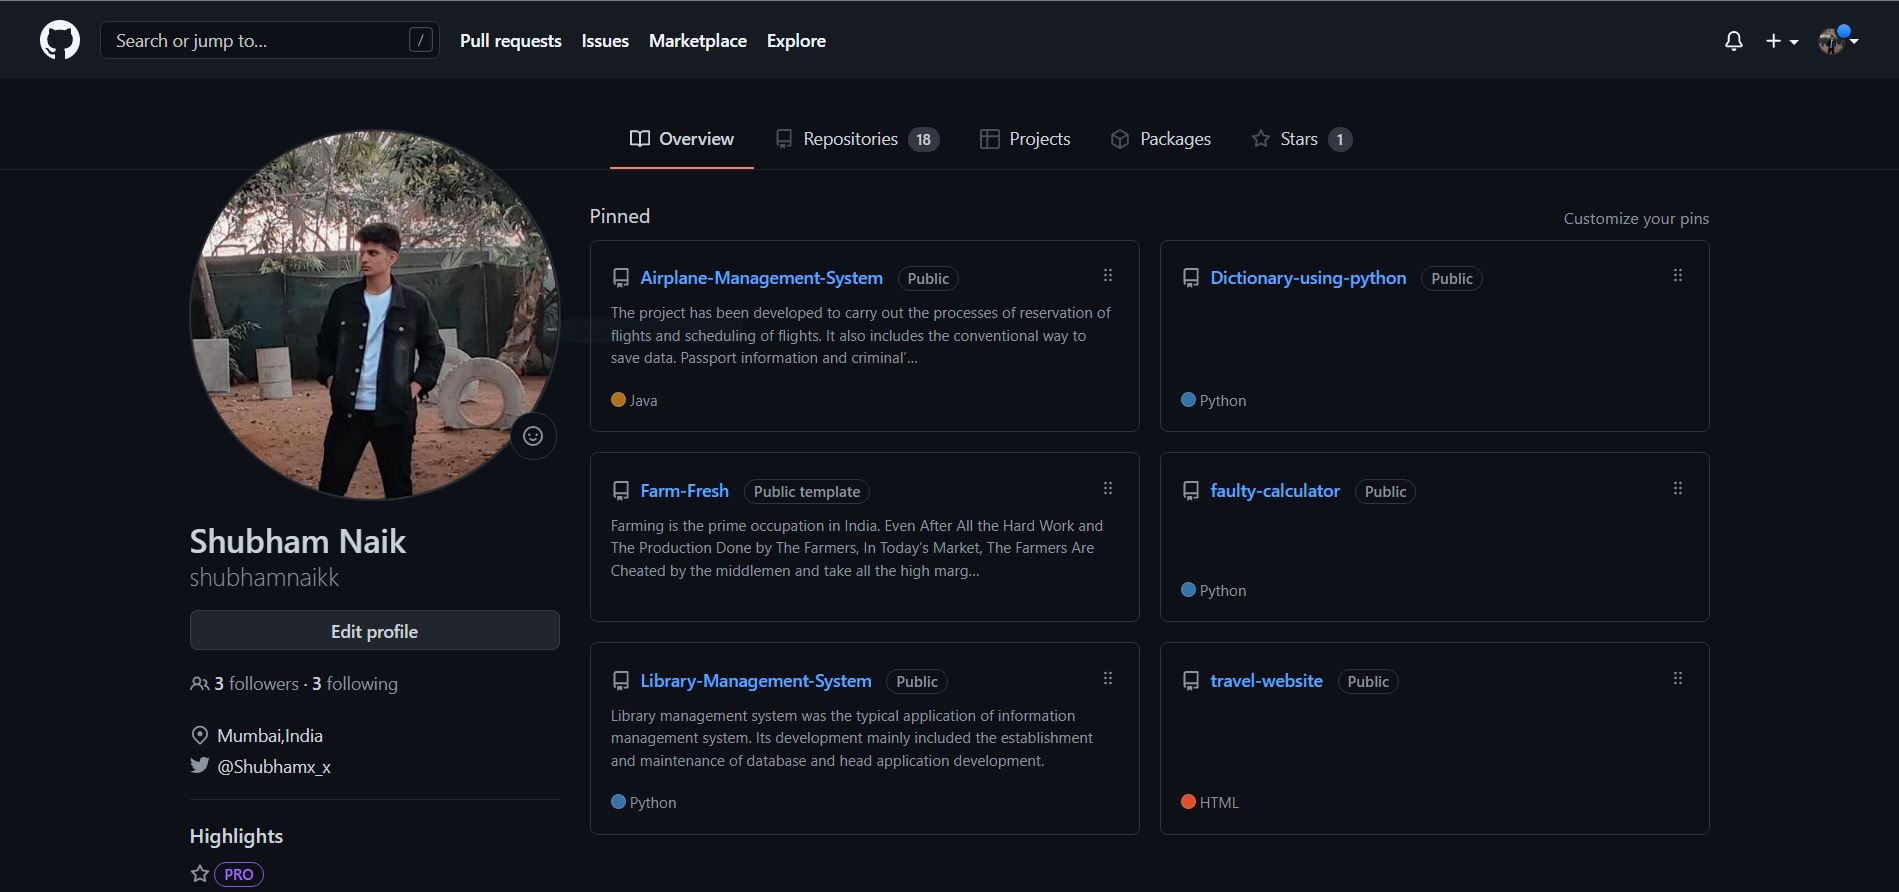 Search or jump to... /
Pull requests
Issues
Marketplace
Explore
Overview
Repositories 18
Projects
Packages
Stars 1
Shubham Naik
shubhamnaikk
Edit profile
3 followers · 3 following
Mumbai,India
@Shubhamx_x
Highlights
PRO
Pinned
Customize your pins
Airplane-Management-System Public
The project has been developed to carry out the processes of reservation of
flights and scheduling of flights. It also includes the conventional way to
save data. Passport information and criminal’...
Java
Dictionary-using-python Public
Python
Farm-Fresh Public template
Farming is the prime occupation in India. Even After All the Hard Work and
The Production Done by The Farmers, In Today’s Market, The Farmers Are
Cheated by the middlemen and take all the high marg...
faulty-calculator Public
Python
Library-Management-System Public
Library management system was the typical application of information
management system. Its development mainly included the establishment
and maintenance of database and head application development.
Python
travel-website Public
HTML